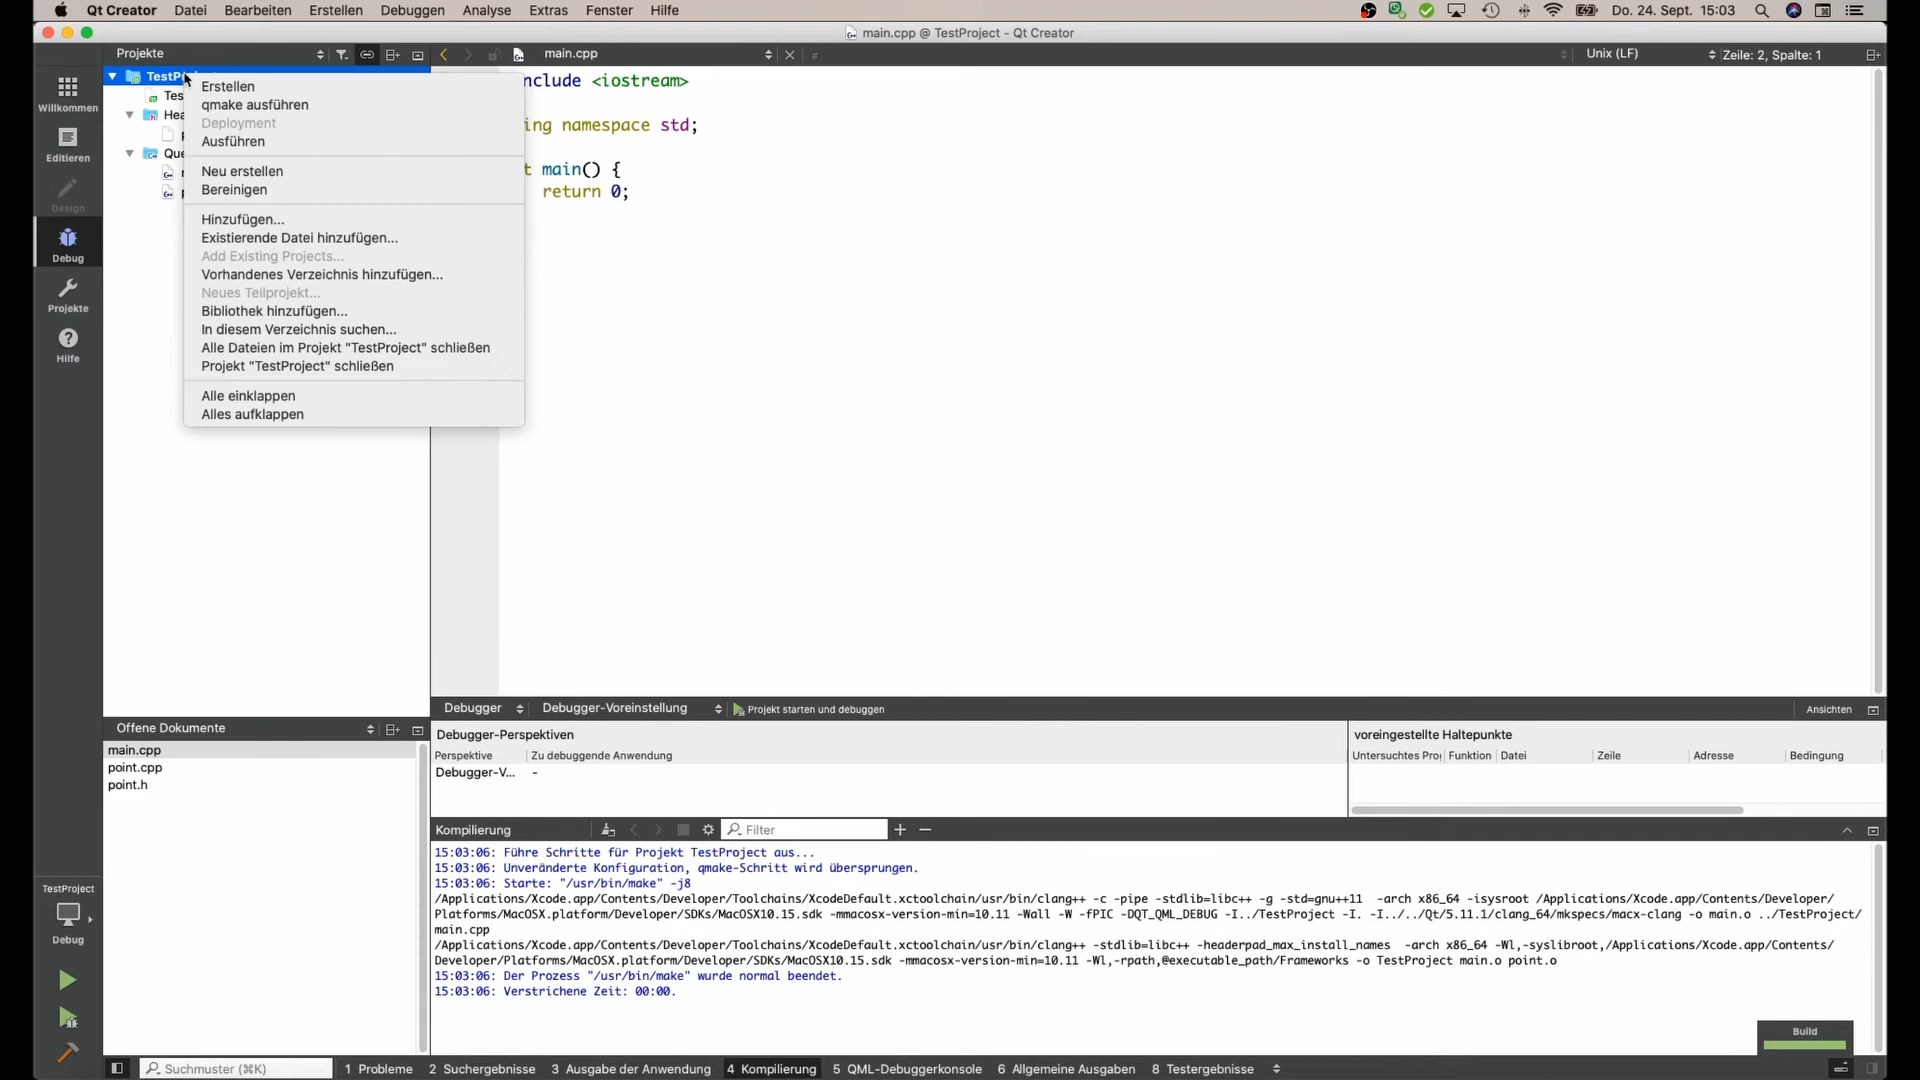 Qt Creator Datei Bearbeiten Erstellen Debuggen Analyse Extras Fenster Hilfe Do. 24. Sept. 15:03
main.cpp @ TestProject - Qt Creator
Projekte main.cpp # Unix (LF) Zeile: 2, Spalte: 1
Willkommen
Editieren
Design
Debug
Projekte
Hilfe
TestP
Tes
Hea
Que
Erstellen
qmake ausführen
Deployment
Ausführen
Neu erstellen
Bereinigen
Hinzufügen...
Existierende Datei hinzufügen...
Add Existing Projects...
Vorhandenes Verzeichnis hinzufügen...
Neues Teilprojekt...
Bibliothek hinzufügen...
In diesem Verzeichnis suchen...
Alle Dateien im Projekt "TestProject" schließen
Projekt "TestProject" schließen
Alle einklappen
Alles aufklappen
nclude <iostream>
ing namespace std;
t main() {
return 0;
Offene Dokumente
main.cpp
point.cpp
point.h
Debugger Debugger-Voreinstellung Projekt starten und debuggen Ansichten
Debugger-Perspektiven
Perspektive Zu debuggende Anwendung
Debugger-V... -
voreingestellte Haltepunkte
Untersuchtes Pro Funktion Datei Zeile Adresse Bedingung
Kompilierung Filter
15:03:06: Führe Schritte für Projekt TestProject aus...
15:03:06: Unveränderte Konfiguration, qmake-Schritt wird übersprungen.
15:03:06: Starte: "/usr/bin/make" -j8
/Applications/Xcode.app/Contents/Developer/Toolchains/XcodeDefault.xctoolchain/usr/bin/clang++ -c -pipe -stdlib=libc++ -g -std=gnu++11 -arch x86_64 -isysroot /Applications/Xcode.app/Contents/Developer/
Platforms/MacOSX.platform/Developer/SDKs/MacOSX10.15.sdk -mmacosx-version-min=10.11 -Wall -W -fPIC -DQT_QML_DEBUG -I../TestProject -I. -I../../Qt/5.11.1/clang_64/mkspecs/macx-clang -o main.o ../TestProject/
main.cpp
/Applications/Xcode.app/Contents/Developer/Toolchains/XcodeDefault.xctoolchain/usr/bin/clang++ -stdlib=libc++ -headerpad_max_install_names -arch x86_64 -Wl,-syslibroot,/Applications/Xcode.app/Contents/
Developer/Platforms/MacOSX.platform/Developer/SDKs/MacOSX10.15.sdk -mmacosx-version-min=10.11 -Wl,-rpath,@executable_path/Frameworks -o TestProject main.o point.o
15:03:06: Der Prozess "/usr/bin/make" wurde normal beendet.
15:03:06: Verstrichene Zeit: 00:00.
TestProject
Debug
Build
Suchmuster (⌘K) 1 Probleme 2 Suchergebnisse 3 Ausgabe der Anwendung 4 Kompilierung 5 QML-Debuggerkonsole 6 Allgemeine Ausgaben 8 Testergebnisse